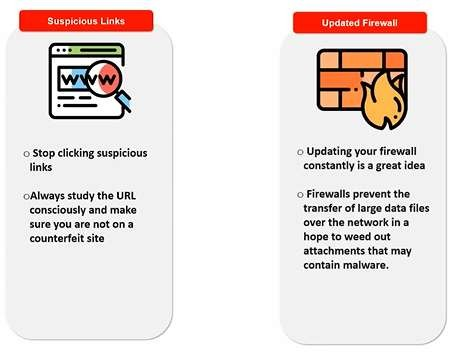 Suspicious Links
www
o Stop clicking suspicious
links
oAlways study the URL
consciously and make
sure you are not on a
counterfeit site
Updated Firewall
o Updating your firewall
constantly is a great idea
o Firewalls prevent the
transfer of large data files
over the network in a
hope to weed out
attachments that may
contain malware.